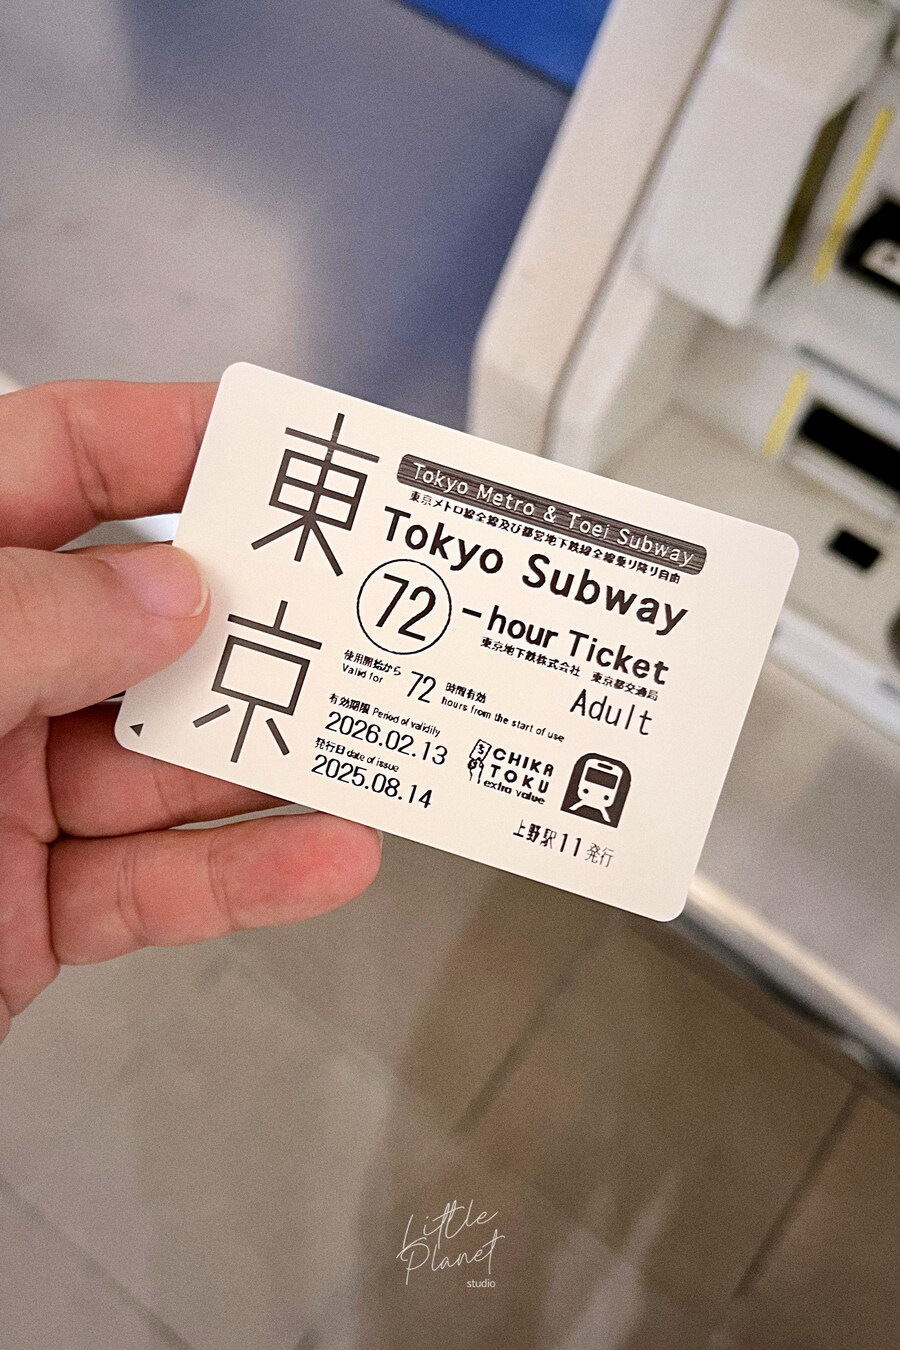 東京
Tokyo Metro & Toei Subway
東京メトロ線全線及び都営地下鉄線全線乗り降り自由
Tokyo Subway
72-hour Ticket
東京地下鉄株式会社 東京都交通局
使用開始から 72 時間有効
Valid for hours from the start of use
Adult
有効期限 Period of validily
2026.02.13
発行日 date of issue
2025.08.14
CHIKA
TOKU
extra value
上野駅11発行
Little
Planet
studio